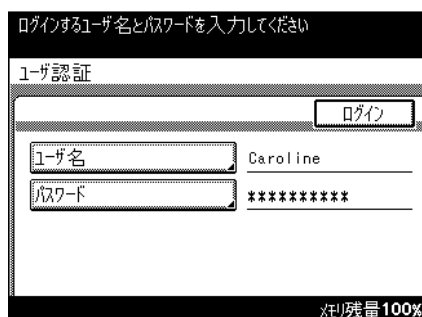 ログインするユーザ名とパスワードを入力してください
ユーザ認証
ログイン
ユーザ名 Caroline
パスワード **********
メモリ残量100%